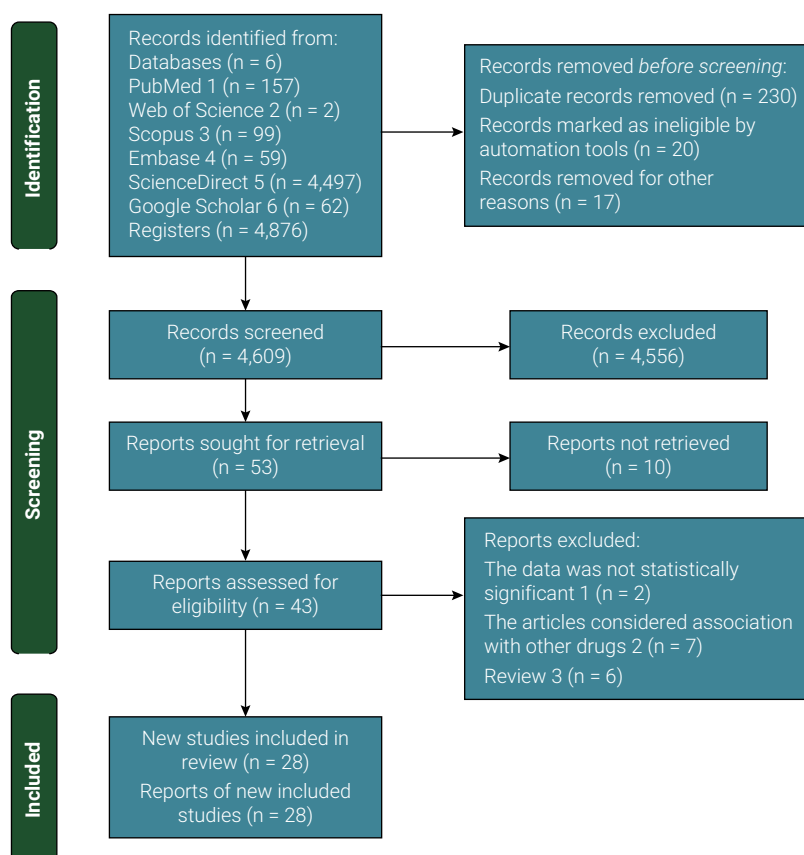 Identification
Records identified from:
Databases (n = 6)
PubMed 1 (n = 157)
Web of Science 2 (n = 2)
Scopus 3 (n = 99)
Embase 4 (n = 59)
ScienceDirect 5 (n = 4,497)
Google Scholar 6 (n = 62)
Registers (n = 4,876)
Records removed before screening:
Duplicate records removed (n = 230)
Records marked as ineligible by
automation tools (n = 20)
Records removed for other
reasons (n = 17)
Screening
Records screened
(n = 4,609)
Records excluded
(n = 4,556)
Reports sought for retrieval
(n = 53)
Reports not retrieved
(n = 10)
Reports assessed for
eligibility (n = 43)
Reports excluded:
The data was not statistically
significant 1 (n = 2)
The articles considered association
with other drugs 2 (n = 7)
Review 3 (n = 6)
Included
New studies included in
review (n = 28)
Reports of new included
studies (n = 28)